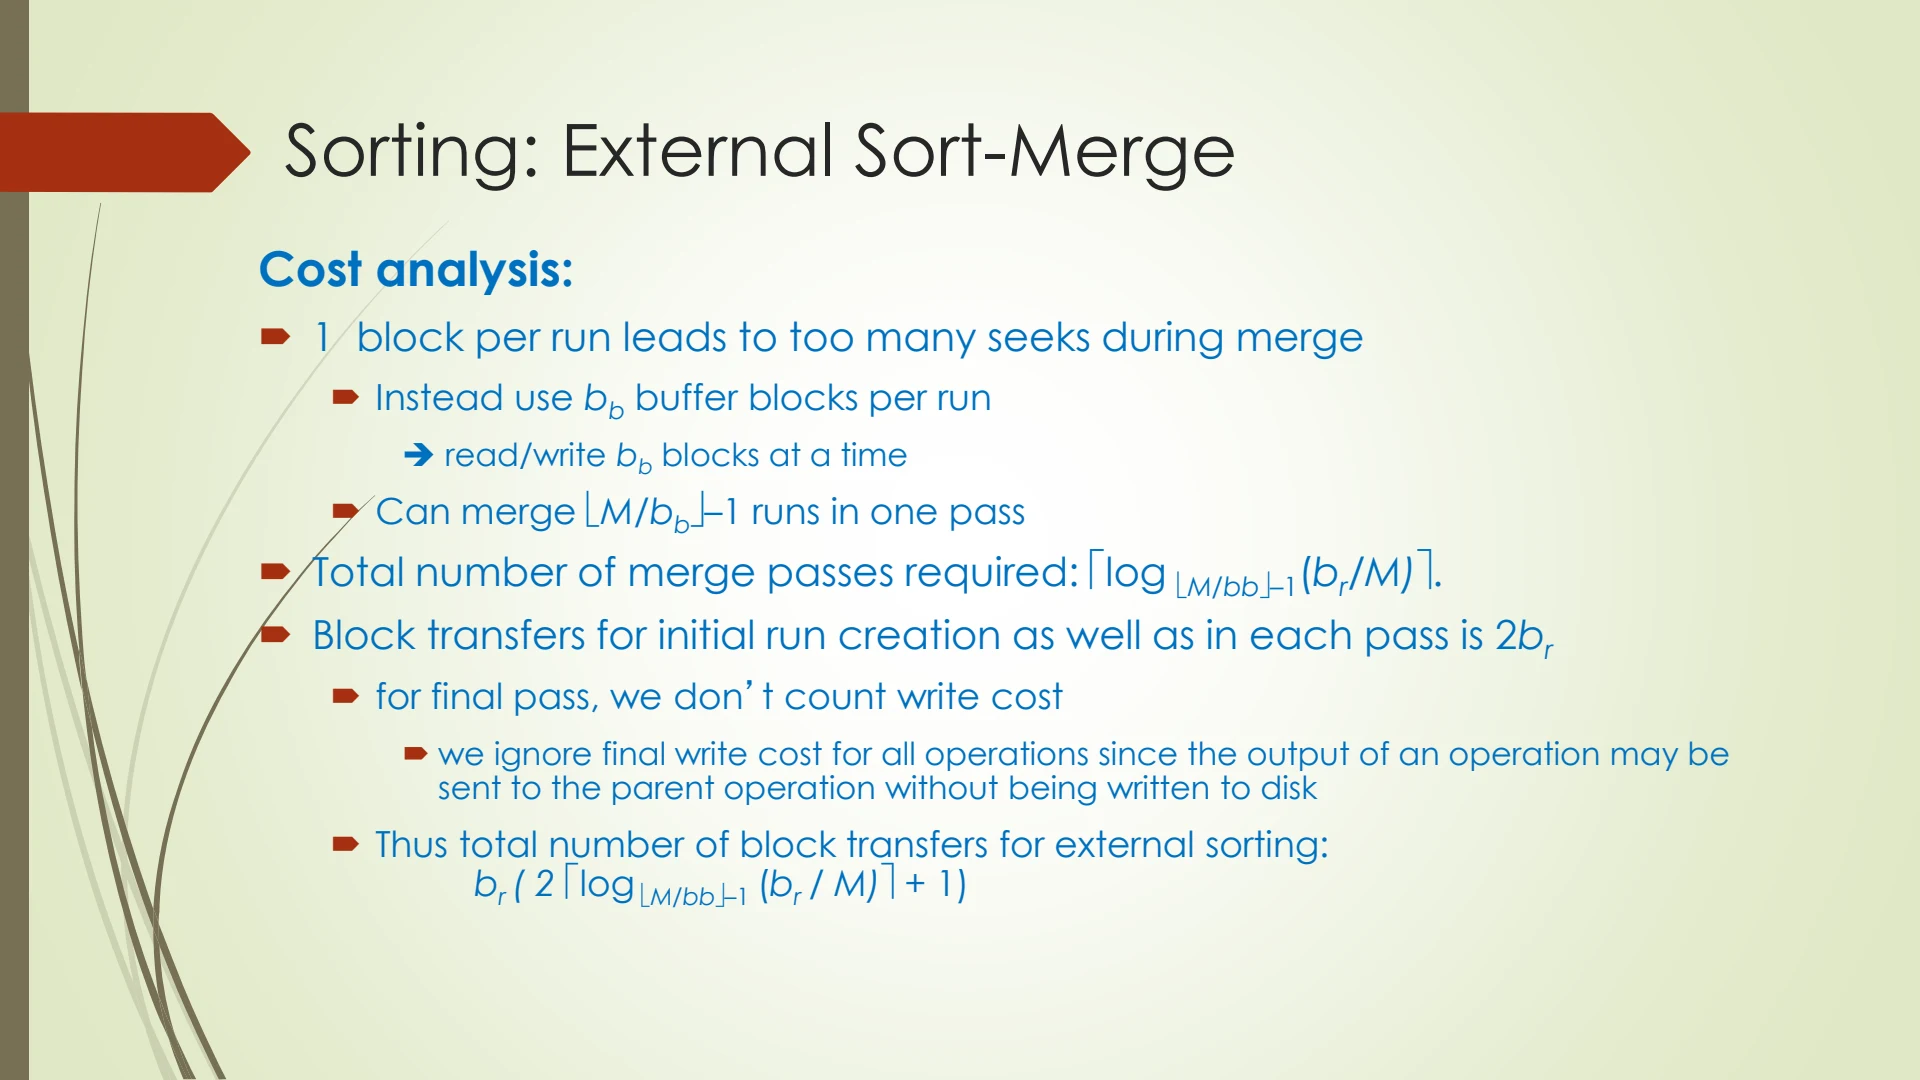 Sorting: External Sort-Merge
Cost analysis:
1 block per run leads to too many seeks during merge
Instead use b_b buffer blocks per run
➔ read/write b_b blocks at a time
Can merge ⌊M/b_b⌋–1 runs in one pass
Total number of merge passes required: ⌈log ⌊M/bb⌋–1(b_r/M)⌉.
Block transfers for initial run creation as well as in each pass is 2b_r
for final pass, we don’t count write cost
we ignore final write cost for all operations since the output of an operation may be
sent to the parent operation without being written to disk
Thus total number of block transfers for external sorting:
b_r ( 2 ⌈log⌊M/bb⌋–1 (b_r / M)⌉ + 1)